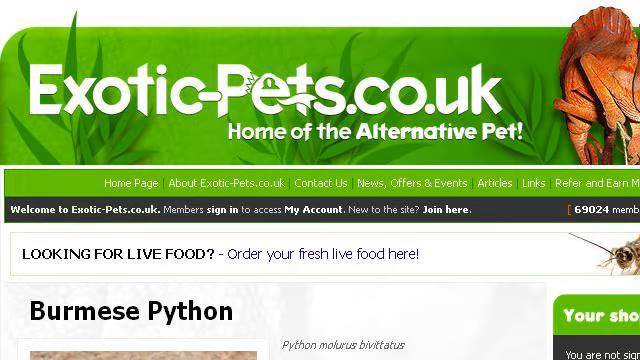 Exotic-Pets.co.uk
Home of the Alternative Pet!
Home Page | About Exotic-Pets.co.uk | Contact Us | News, Offers & Events | Articles | Links | Refer and Earn M
Welcome to Exotic-Pets.co.uk. Members sign in to access My Account. New to the site? Join here. [ 69024 memb
LOOKING FOR LIVE FOOD? - Order your fresh live food here!
Burmese Python
Your sho
Python molurus bivittatus
You are not sign